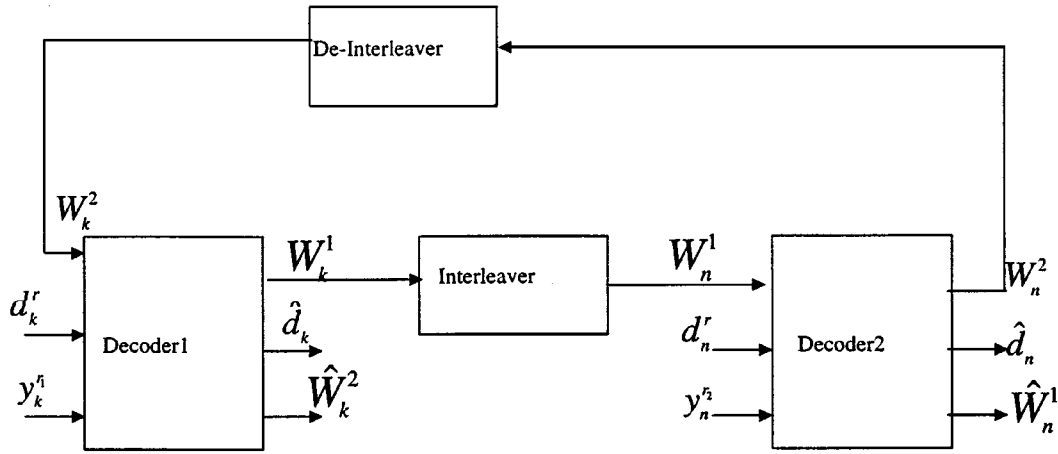 De-Interleaver
W_k^2
W_k^1
Interleaver
W_n^1
W_n^2
d_k^r
Decoder1
\hat{d}_k
d_n^r
Decoder2
\hat{d}_n
y_k^{r_1}
\hat{W}_k^2
y_n^{r_2}
\hat{W}_n^1